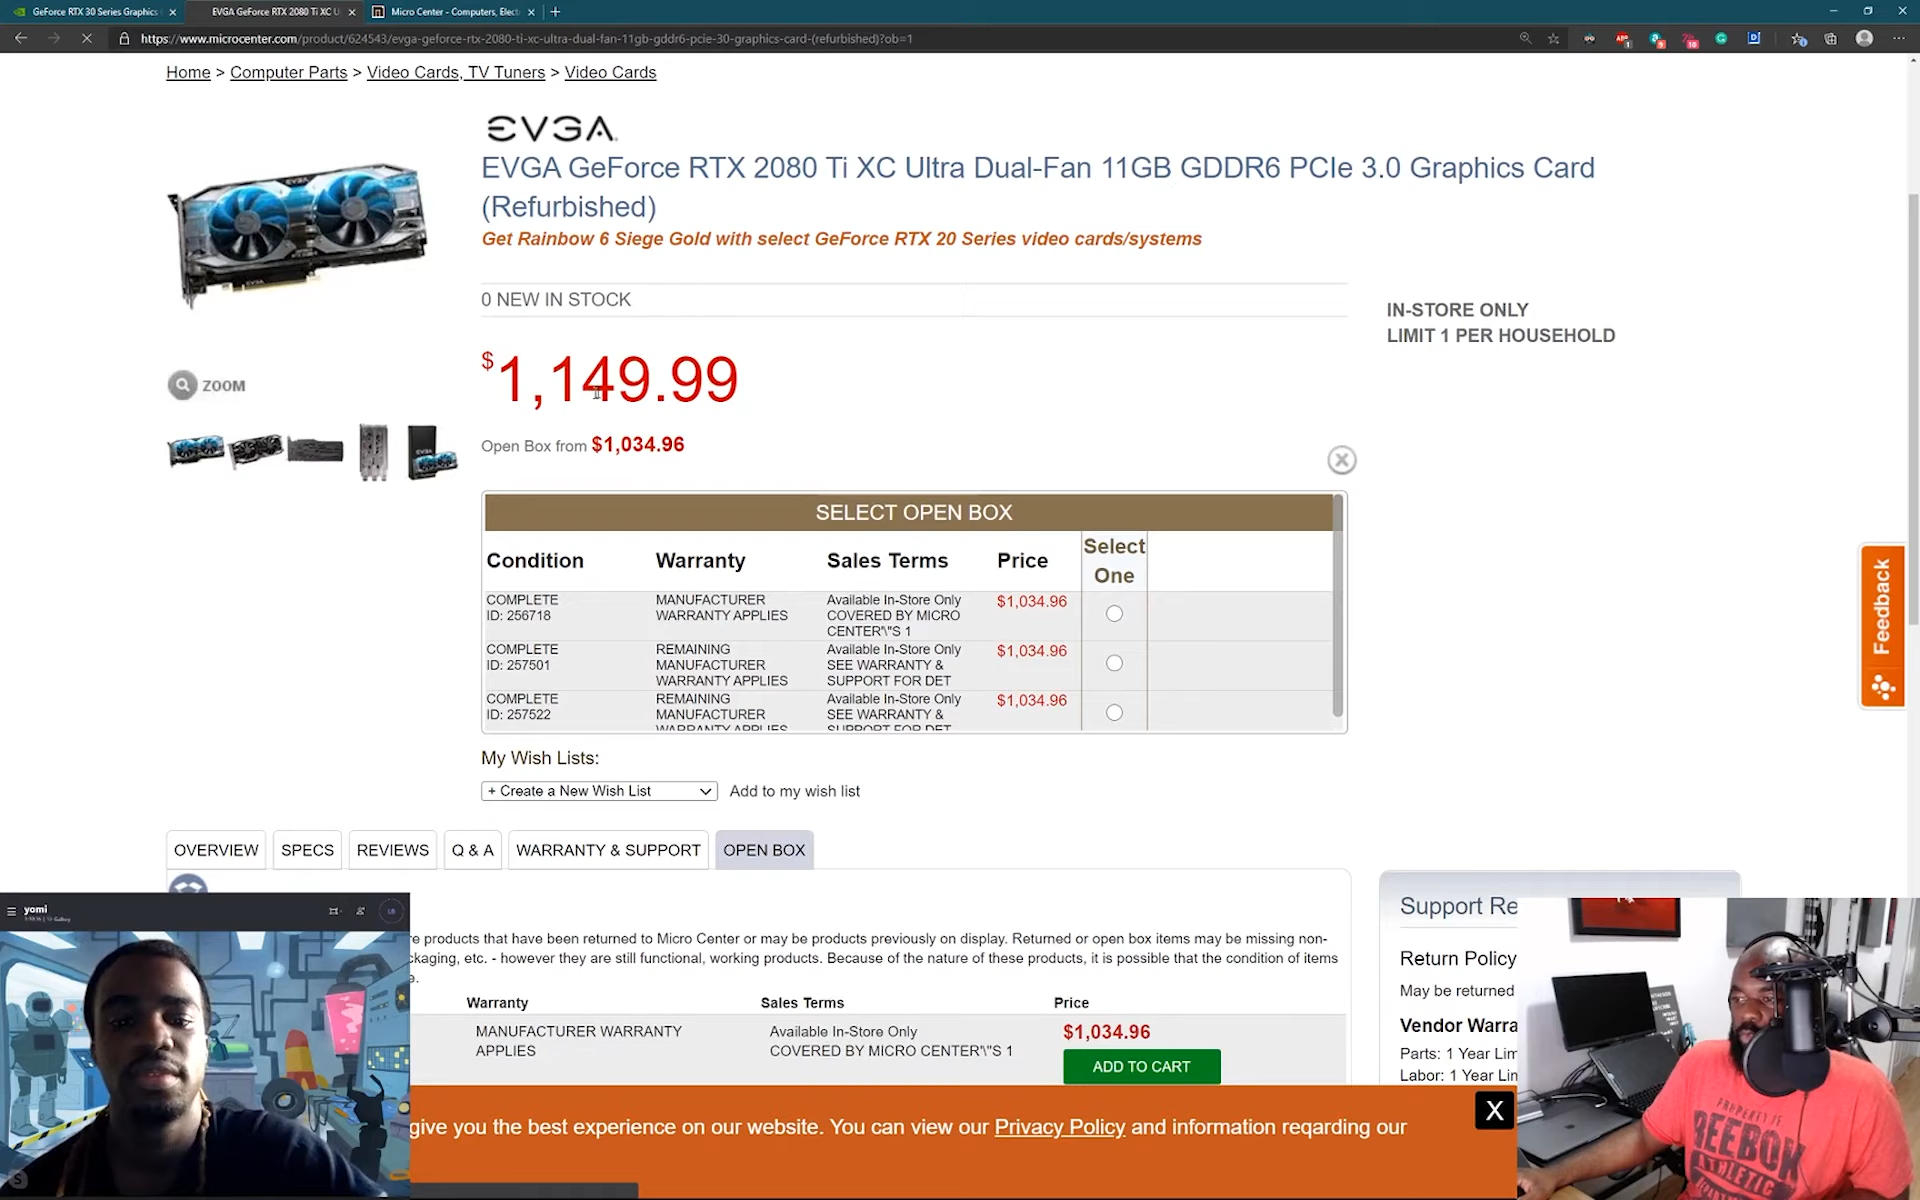 GeForce RTX 30 Series Graphics
EVGA GeForce RTX 2080 Ti XC U
Micro Center - Computers, Elect
https://www.microcenter.com/product/624543/evga-geforce-rtx-2080-ti-xc-ultra-dual-fan-11gb-gddr6-pcie-30-graphics-card-(refurbished)?ob=1
Home > Computer Parts > Video Cards, TV Tuners > Video Cards
EVGA
EVGA GeForce RTX 2080 Ti XC Ultra Dual-Fan 11GB GDDR6 PCIe 3.0 Graphics Card
(Refurbished)
Get Rainbow 6 Siege Gold with select GeForce RTX 20 Series video cards/systems
0 NEW IN STOCK
IN-STORE ONLY
LIMIT 1 PER HOUSEHOLD
$1,149.99
ZOOM
Open Box from $1,034.96
SELECT OPEN BOX
Condition Warranty Sales Terms Price Select One
COMPLETE MANUFACTURER Available In-Store Only $1,034.96
ID: 256718 WARRANTY APPLIES COVERED BY MICRO
CENTER'\"S 1
COMPLETE REMAINING Available In-Store Only $1,034.96
ID: 257501 MANUFACTURER SEE WARRANTY &
WARRANTY APPLIES SUPPORT FOR DET
COMPLETE REMAINING Available In-Store Only $1,034.96
ID: 257522 MANUFACTURER SEE WARRANTY &
WARRANTY APPLIES SUPPORT FOR DET
Feedback
My Wish Lists:
+ Create a New Wish List Add to my wish list
OVERVIEW SPECS REVIEWS Q & A WARRANTY & SUPPORT OPEN BOX
yomi
re products that have been returned to Micro Center or may be products previously on display. Returned or open box items may be missing non-
ckaging, etc. - however they are still functional, working products. Because of the nature of these products, it is possible that the condition of items
e.
Warranty Sales Terms Price
MANUFACTURER WARRANTY Available In-Store Only $1,034.96
APPLIES COVERED BY MICRO CENTER'\"S 1
ADD TO CART
Support Re
Return Policy
May be returned
Vendor Warra
Parts: 1 Year Lim
Labor: 1 Year Lin
give you the best experience on our website. You can view our Privacy Policy and information regarding our
X
PROPERTY OF
REEBOK
ATHLETIC